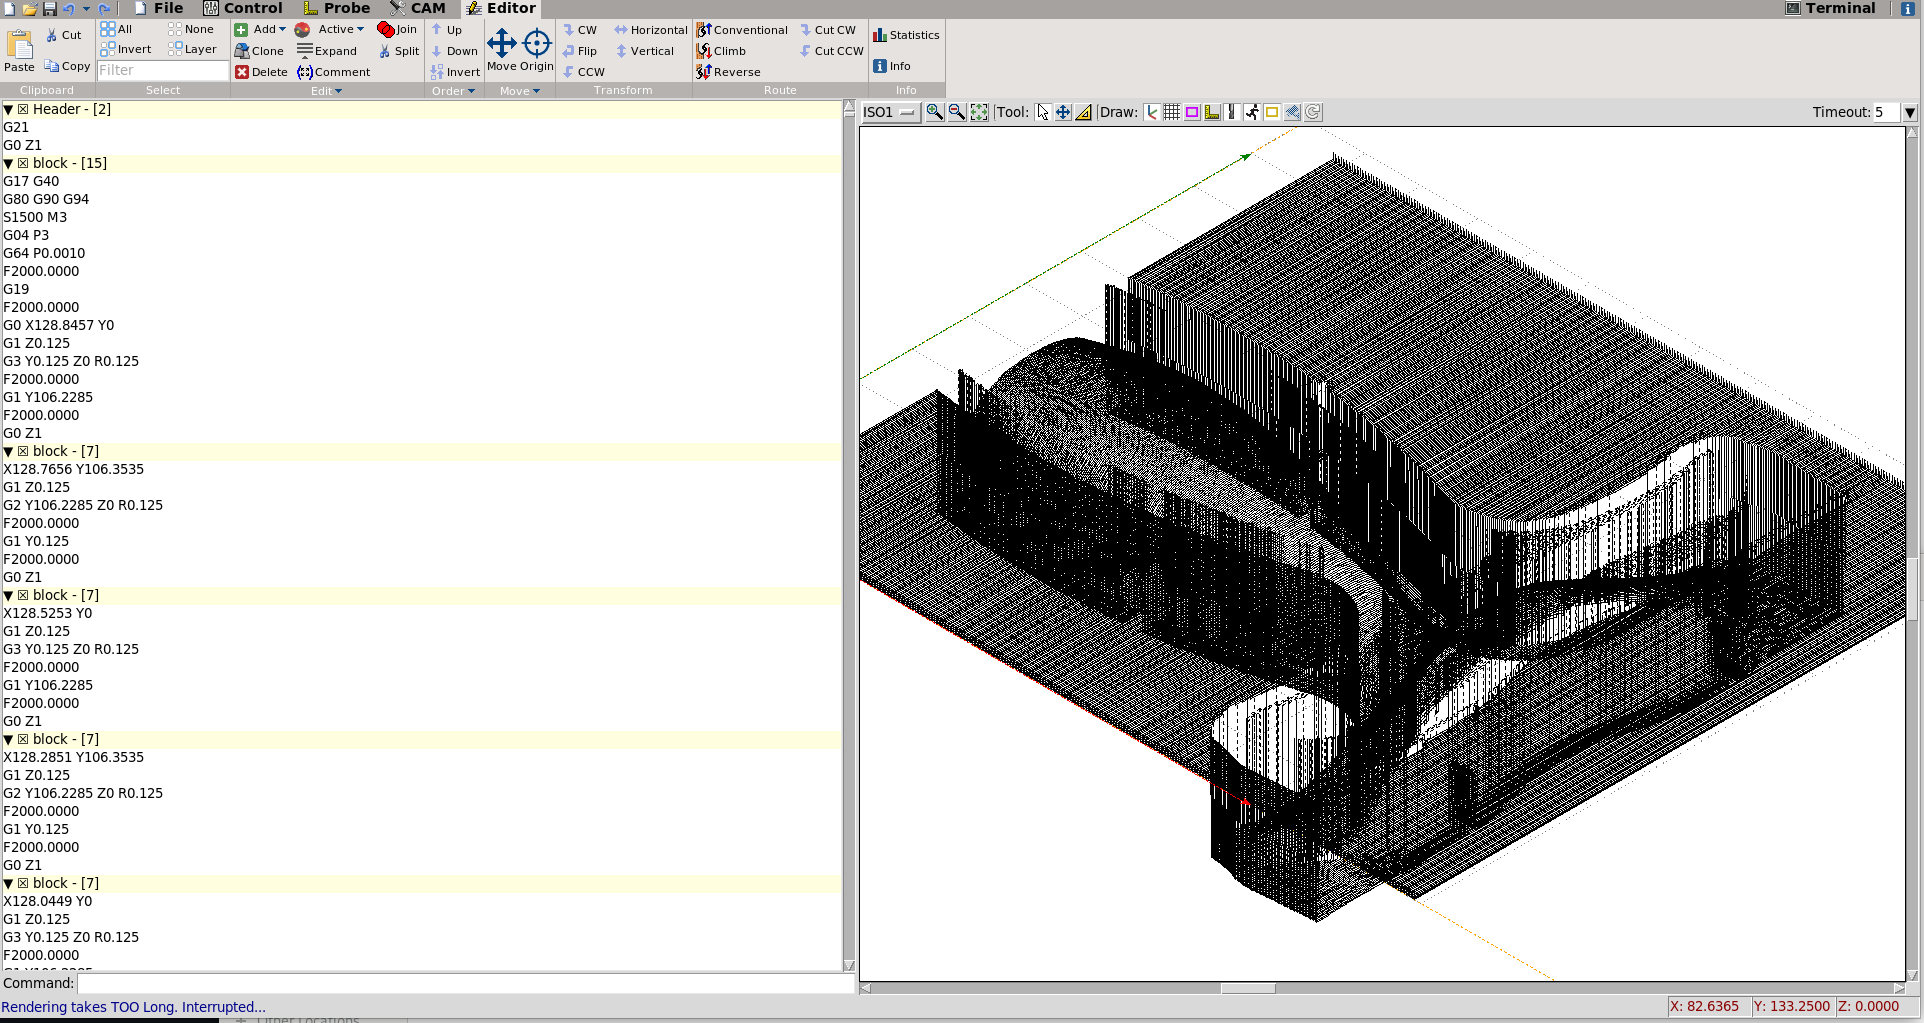 File Control Probe CAM Editor Terminal
Paste Cut Copy Clipboard
All None
Invert Layer
Filter
Select
Add Active Join
Clone Expand Split
Delete Comment
Edit
Up
Down
Invert
Order
Move Origin
Move
CW Horizontal
Flip Vertical
CCW
Transform
Conventional Cut CW
Climb Cut CCW
Reverse
Route
Statistics
Info
Info
Header - [2]
G21
G0 Z1
block - [15]
G17 G40
G80 G90 G94
S1500 M3
G04 P3
G64 P0.0010
F2000.0000
G19
F2000.0000
G0 X128.8457 Y0
G1 Z0.125
G3 Y0.125 Z0 R0.125
F2000.0000
G1 Y106.2285
F2000.0000
G0 Z1
block - [7]
X128.7656 Y106.3535
G1 Z0.125
G2 Y106.2285 Z0 R0.125
F2000.0000
G1 Y0.125
F2000.0000
G0 Z1
block - [7]
X128.5253 Y0
G1 Z0.125
G3 Y0.125 Z0 R0.125
F2000.0000
G1 Y106.2285
F2000.0000
G0 Z1
block - [7]
X128.2851 Y106.3535
G1 Z0.125
G2 Y106.2285 Z0 R0.125
F2000.0000
G1 Y0.125
F2000.0000
G0 Z1
block - [7]
X128.0449 Y0
G1 Z0.125
G3 Y0.125 Z0 R0.125
F2000.0000
Command:
ISO1 Tool: Draw: Timeout: 5
Rendering takes TOO Long. Interrupted...
X: 82.6365 Y: 133.2500 Z: 0.0000